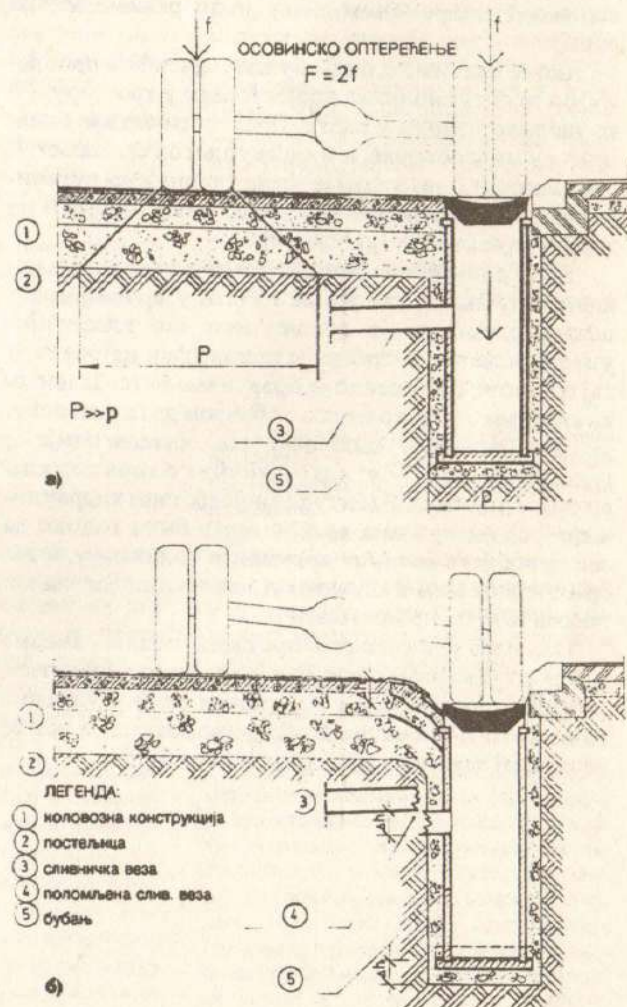 f
f
ОСОВИНСКО ОПТЕРЕЋЕЊЕ
F = 2f
1
2
P
P>>p
3
5
а)
p
1
2
ЛЕГЕНДА:
1 коловозна конструкција
2 постељица
3 сливничка веза
4 поломљена слив. веза
5 бубањ
3
4
5
h
h
б)